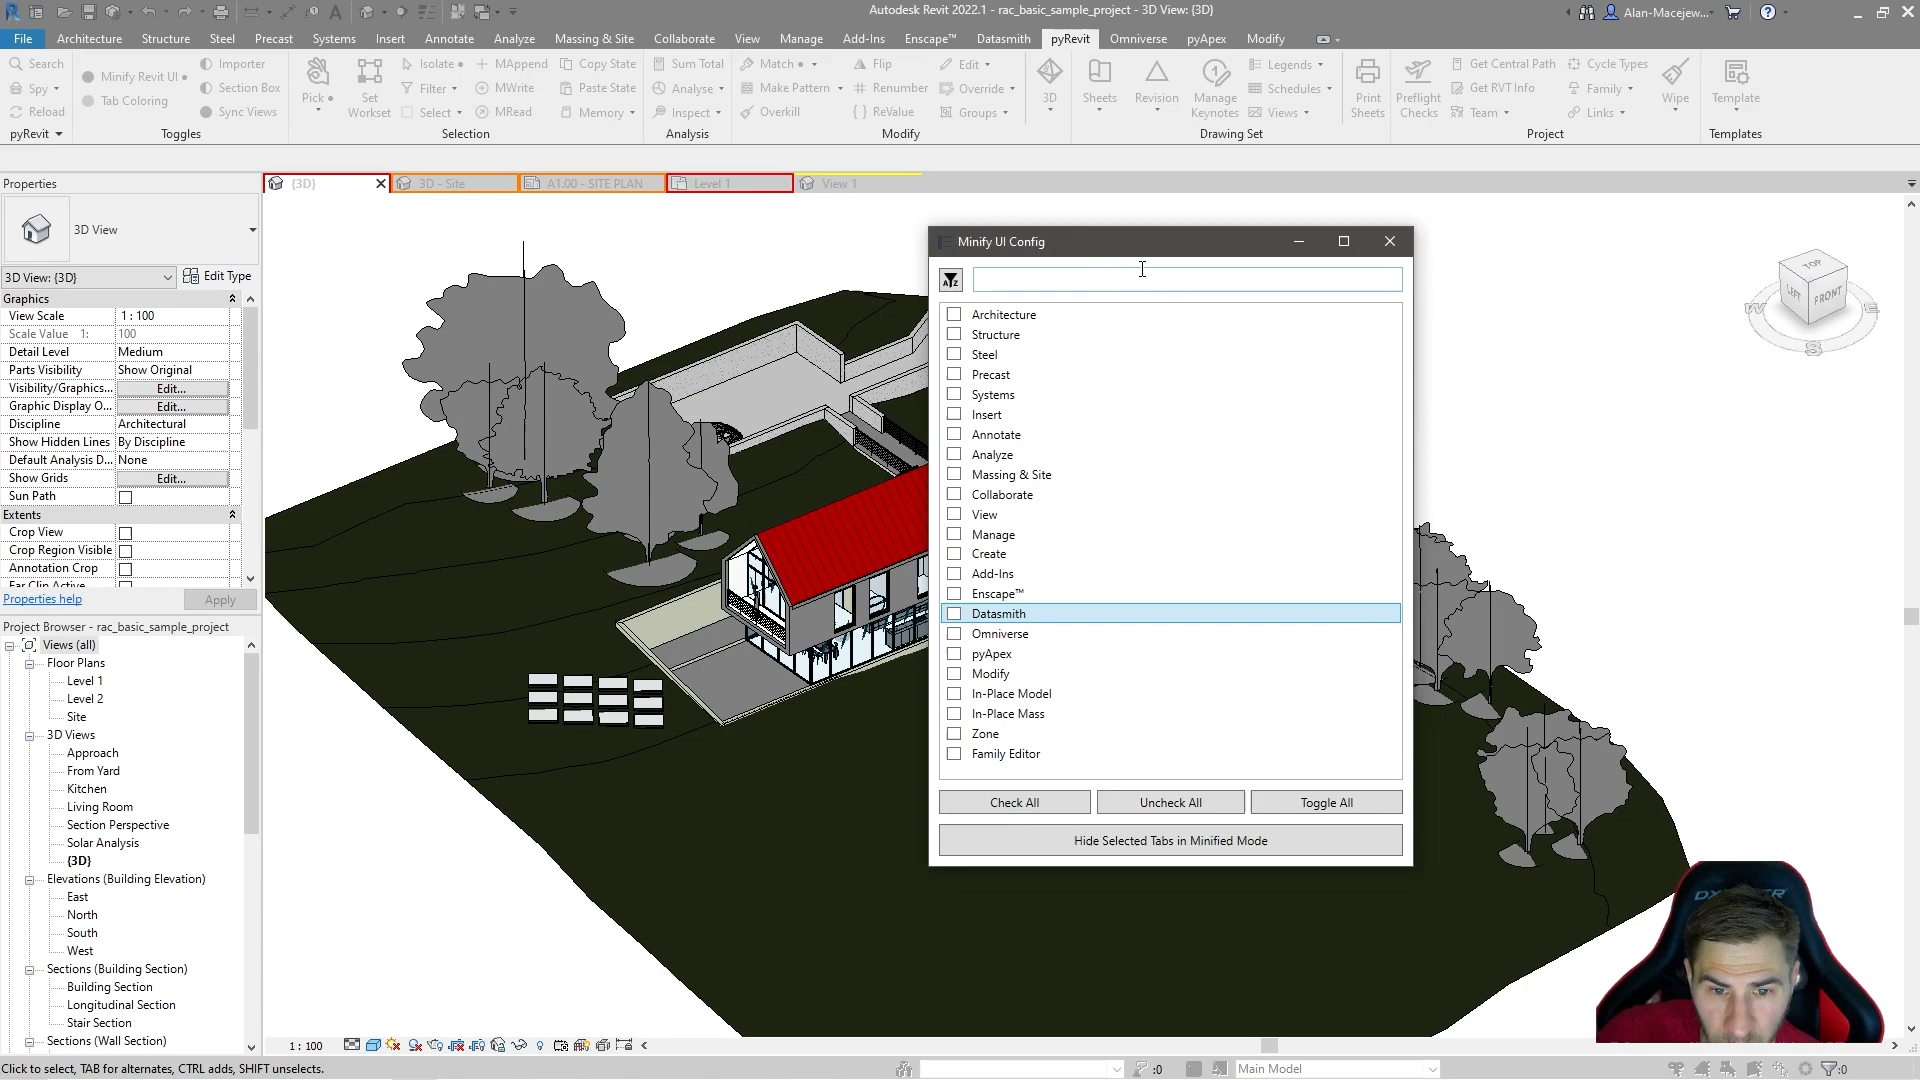 Autodesk Revit 2022.1 - rac_basic_sample_project - 3D View: {3D}
Alan-Macejew...
File Architecture Structure Steel Precast Systems Insert Annotate Analyze Massing & Site Collaborate View Manage Add-Ins Enscape™ Datasmith pyRevit Omniverse pyApex Modify
Search Importer Isolate MAppend Copy State Sum Total Match Flip Edit Legends Get Central Path Cycle Types
Minify Revit UI
Spy Section Box Pick Set Filter MWrite Paste State Analyse Make Pattern Renumber Override 3D Sheets Revision Manage Schedules Print Preflight Get RVT Info Family Wipe Template
Tab Coloring
Reload Sync Views Workset Select MRead Memory Inspect Overkill ReValue Groups Keynotes Views Sheets Checks Team Links
pyRevit Toggles Selection Analysis Modify Drawing Set Project Templates
Properties
{3D} 3D - Site A1.00 - SITE PLAN Level 1 View 1
3D View
3D View: {3D} Edit Type
Graphics
View Scale 1 : 100
Scale Value 1: 100
Detail Level Medium
Parts Visibility Show Original
Visibility/Graphics... Edit...
Graphic Display O... Edit...
Discipline Architectural
Show Hidden Lines By Discipline
Default Analysis D... None
Show Grids Edit...
Sun Path
Extents
Crop View
Crop Region Visible
Annotation Crop
Far Clip Active
Properties help Apply
Project Browser - rac_basic_sample_project
Views (all)
Floor Plans
Level 1
Level 2
Site
3D Views
Approach
From Yard
Kitchen
Living Room
Section Perspective
Solar Analysis
{3D}
Elevations (Building Elevation)
East
North
South
West
Sections (Building Section)
Building Section
Longitudinal Section
Stair Section
Sections (Wall Section)
Minify UI Config
AZ
Architecture
Structure
Steel
Precast
Systems
Insert
Annotate
Analyze
Massing & Site
Collaborate
View
Manage
Create
Add-Ins
Enscape™
Datasmith
Omniverse
pyApex
Modify
In-Place Model
In-Place Mass
Zone
Family Editor
Check All Uncheck All Toggle All
Hide Selected Tabs in Minified Mode
TOP
LEFT FRONT
W
S
1 : 100
Click to select, TAB for alternates, CTRL adds, SHIFT unselects.
:0 Main Model :0